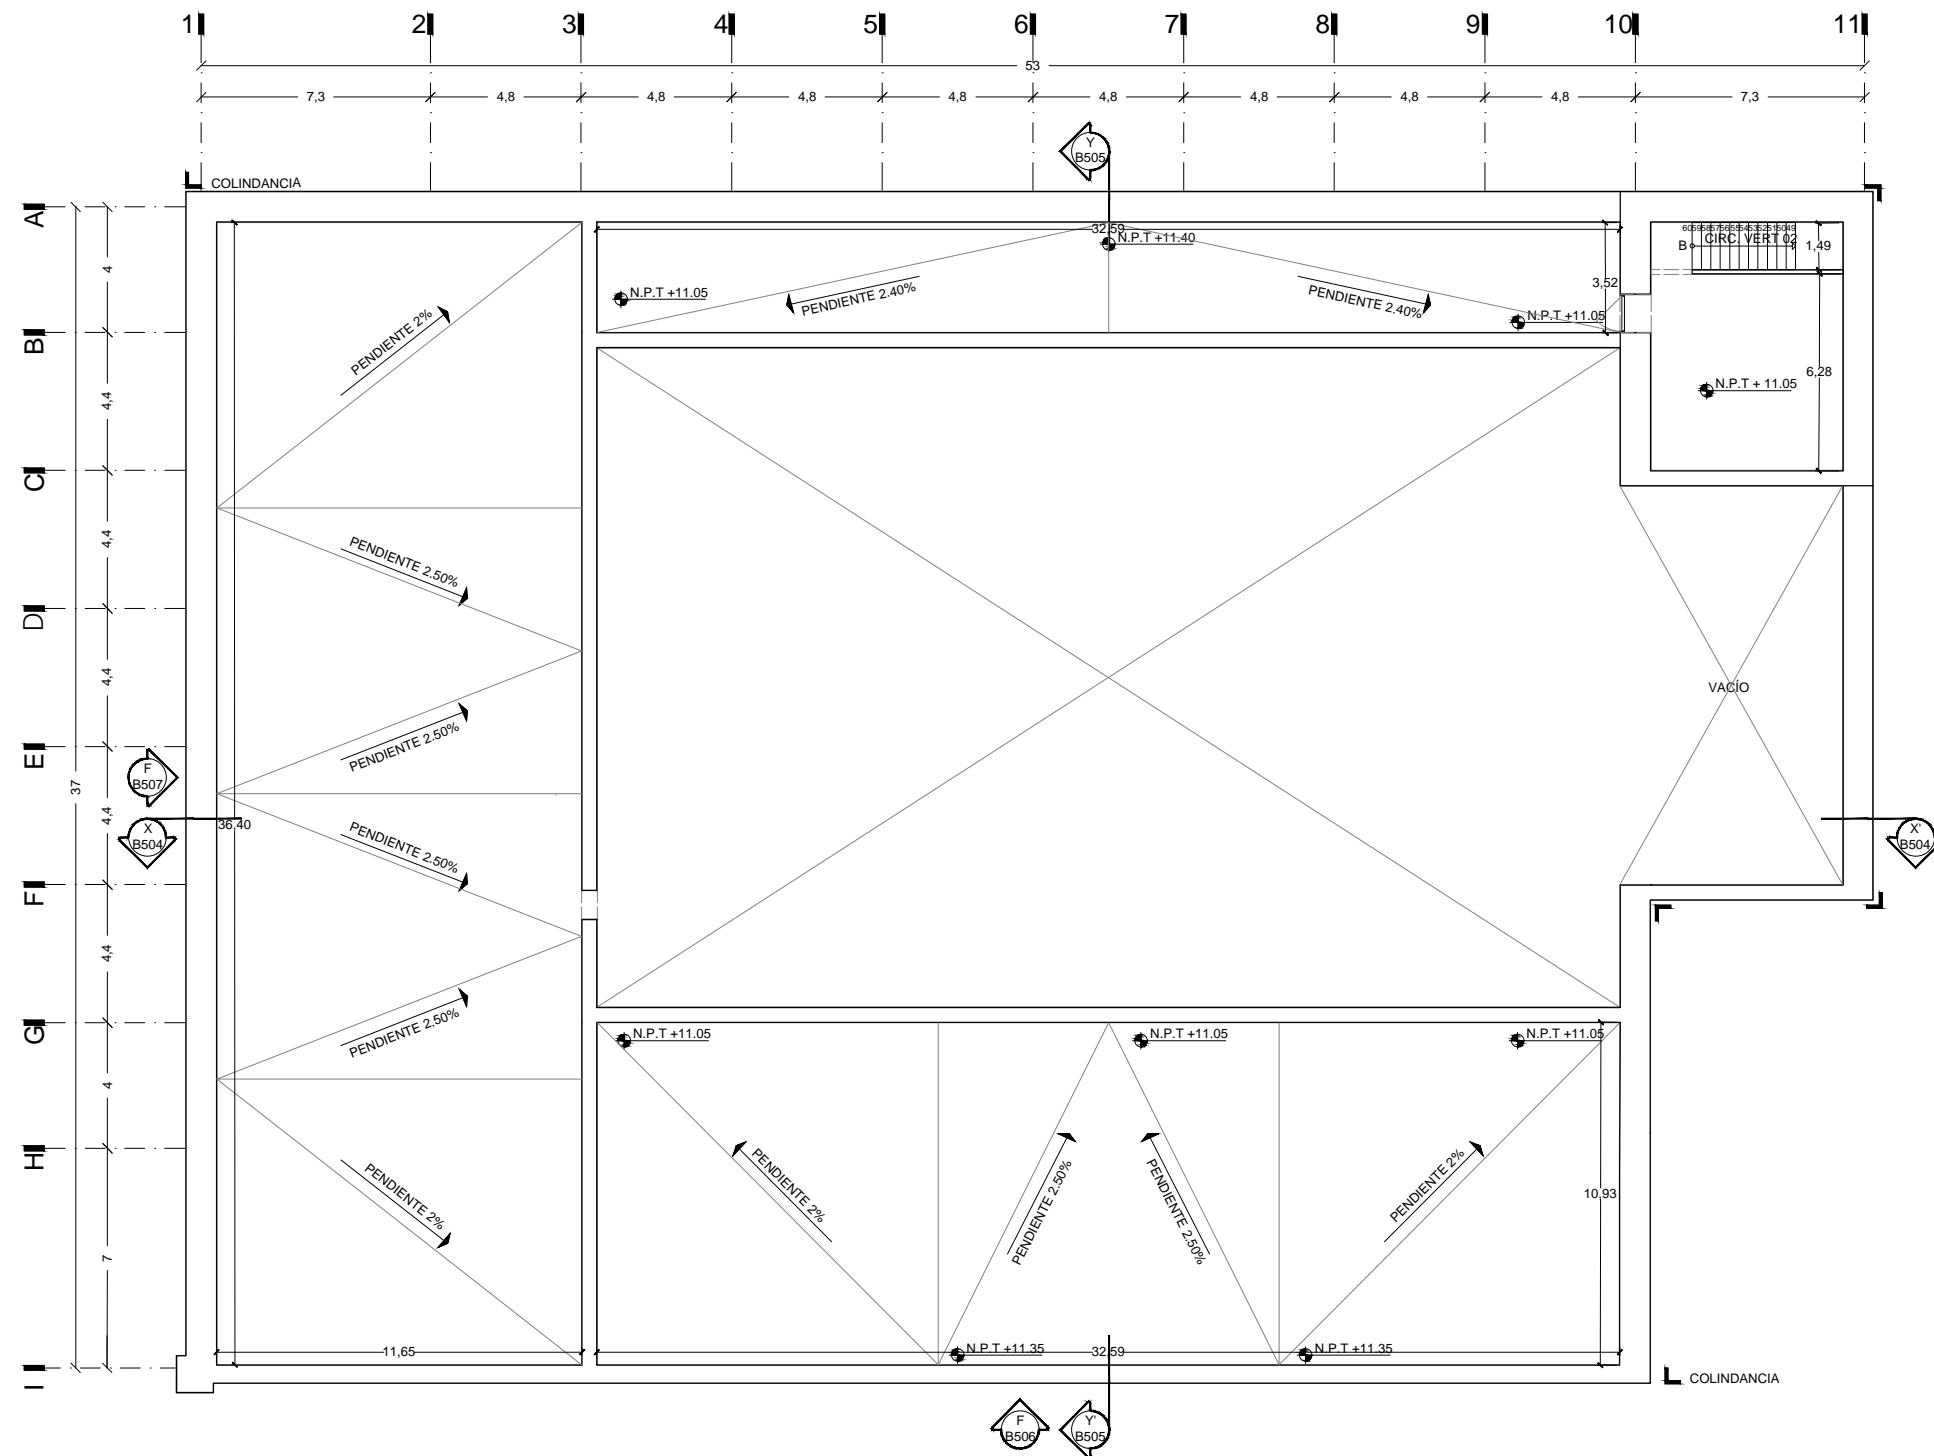 1 2 3 4 5 6 7 8 9 10 11
53
7,3 4,8 4,8 4,8 4,8 4,8 4,8 4,8 4,8 7,3
Y
B505
COLINDANCIA
A
32,59
N.P.T +11.40
605958575655545352515049
CIRC. VERT 02
B
1,49
4
3,52
N.P.T +11.05
PENDIENTE 2.40%
PENDIENTE 2.40%
N.P.T +11.05
PENDIENTE 2%
B
6,28
N.P.T + 11.05
4,4
C
4,4
PENDIENTE 2.50%
D
4,4
VACÍO
PENDIENTE 2.50%
E
F
B507
37
4,4
36,40
X
B504
X'
B504
PENDIENTE 2.50%
F
4,4
PENDIENTE 2.50%
G
N.P.T +11.05
N.P.T +11.05
N.P.T +11.05
4
H
PENDIENTE 2%
PENDIENTE 2%
PENDIENTE 2.50%
PENDIENTE 2.50%
PENDIENTE 2%
10,93
7
11,65
N.P.T +11.35
32,59
N.P.T +11.35
I
COLINDANCIA
F
B506
Y'
B505